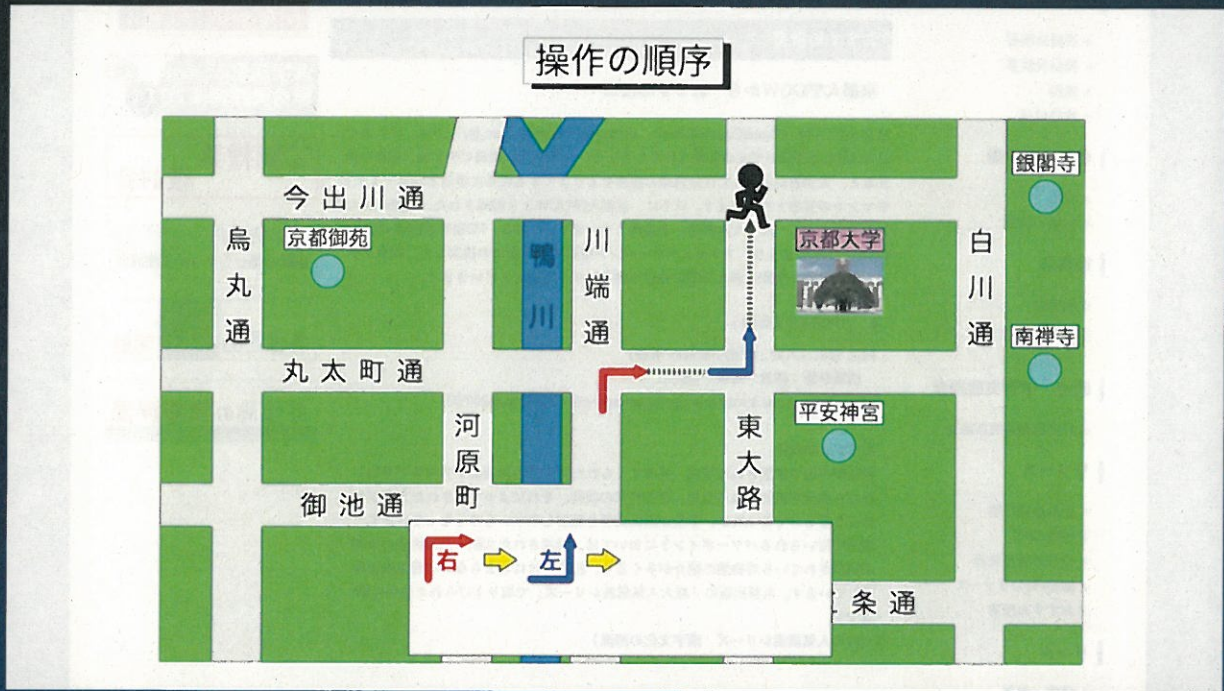 操作の順序
銀閣寺
今出川通
京都御苑
京都大学
烏丸通
鴨川
川端通
白川通
南禅寺
丸太町通
平安神宮
河原町
東大路
御池通
右
左
条通